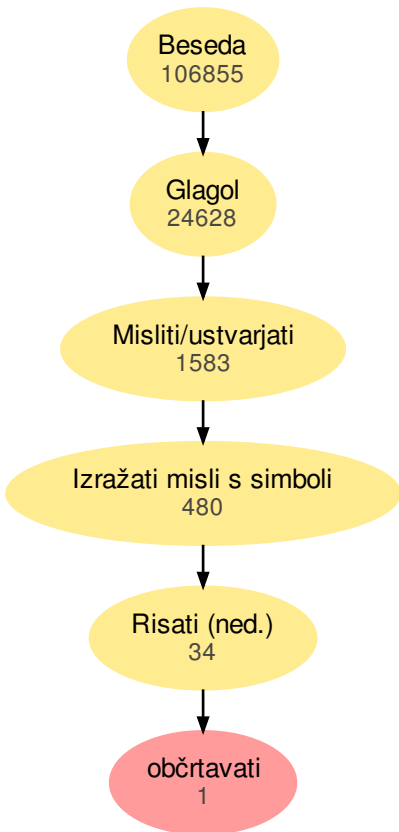 Beseda
106855
Glagol
24628
Misliti/ustvarjati
1583
Izražati misli s simboli
480
Risati (ned.)
34
občrtavati
1